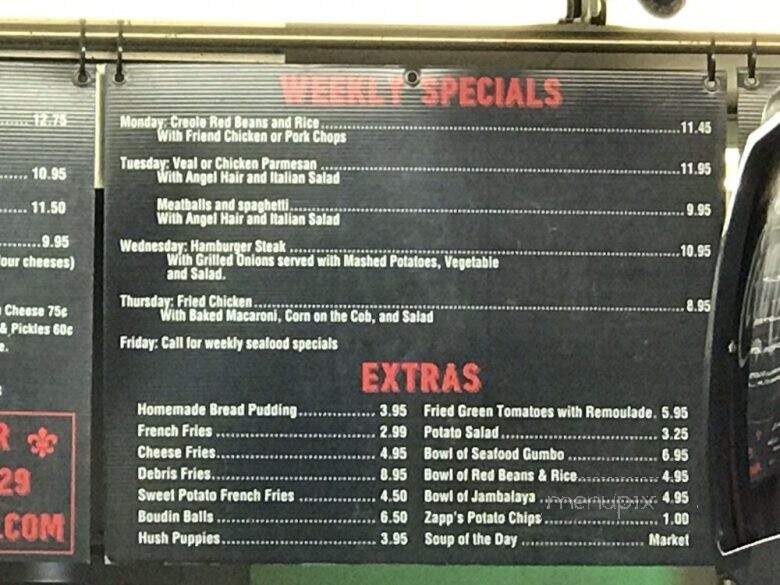 12.75
10.95
11.50
9.95
four cheeses)
Cheese 75¢
& Pickles 60¢
29
.COM
WEEKLY SPECIALS
Monday: Creole Red Beans and Rice 11.45
With Friend Chicken or Pork Chops
Tuesday: Veal or Chicken Parmesan 11.95
With Angel Hair and Italian Salad
Meatballs and spaghetti 9.95
With Angel Hair and Italian Salad
Wednesday: Hamburger Steak 10.95
With Grilled Onions served with Mashed Potatoes, Vegetable
and Salad.
Thursday: Fried Chicken 8.95
With Baked Macaroni, Corn on the Cob, and Salad
Friday: Call for weekly seafood specials
EXTRAS
Homemade Bread Pudding 3.95
French Fries 2.99
Cheese Fries 4.95
Debris Fries 8.95
Sweet Potato French Fries 4.50
Boudin Balls 6.50
Hush Puppies 3.95
Fried Green Tomatoes with Remoulade. 5.95
Potato Salad 3.25
Bowl of Seafood Gumbo 6.95
Bowl of Red Beans & Rice 4.95
Bowl of Jambalaya 4.95
Zapp's Potato Chips 1.00
Soup of the Day Market
menupix